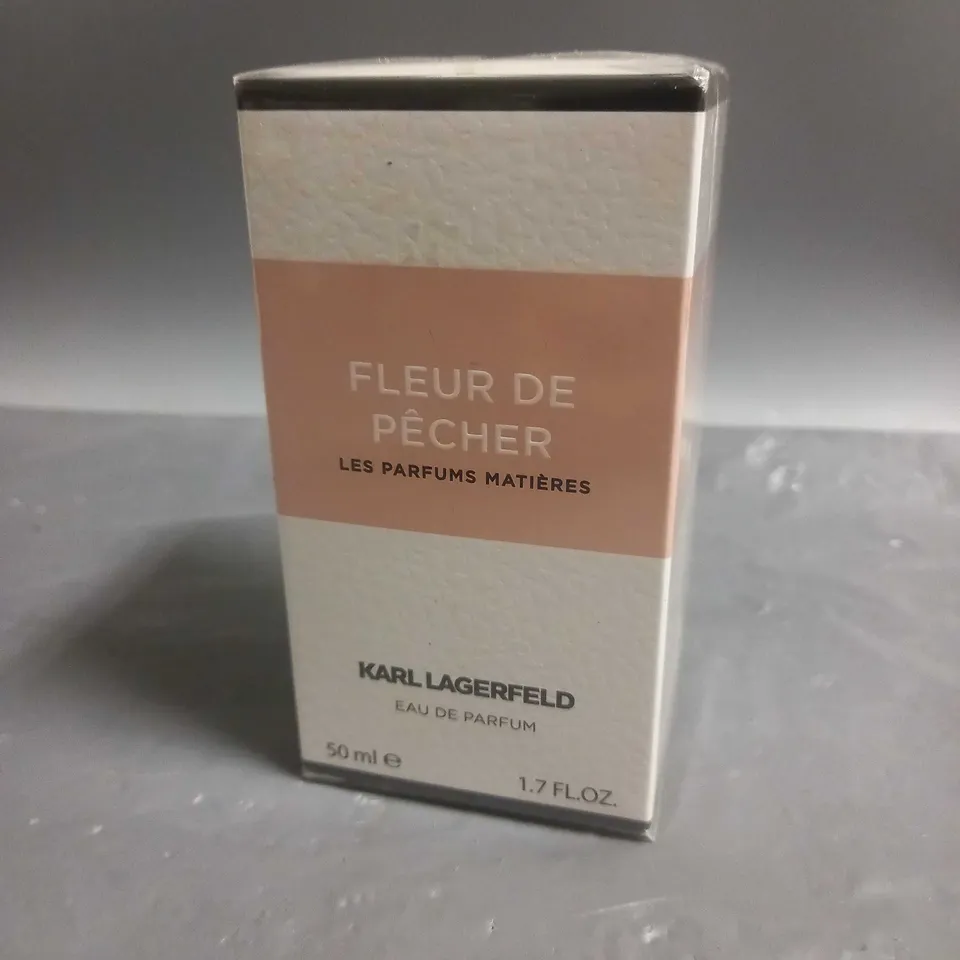 FLEUR DE
PÊCHER
LES PARFUMS MATIÈRES
KARL LAGERFELD
EAU DE PARFUM
50 ml ℮
1.7 FL.OZ.